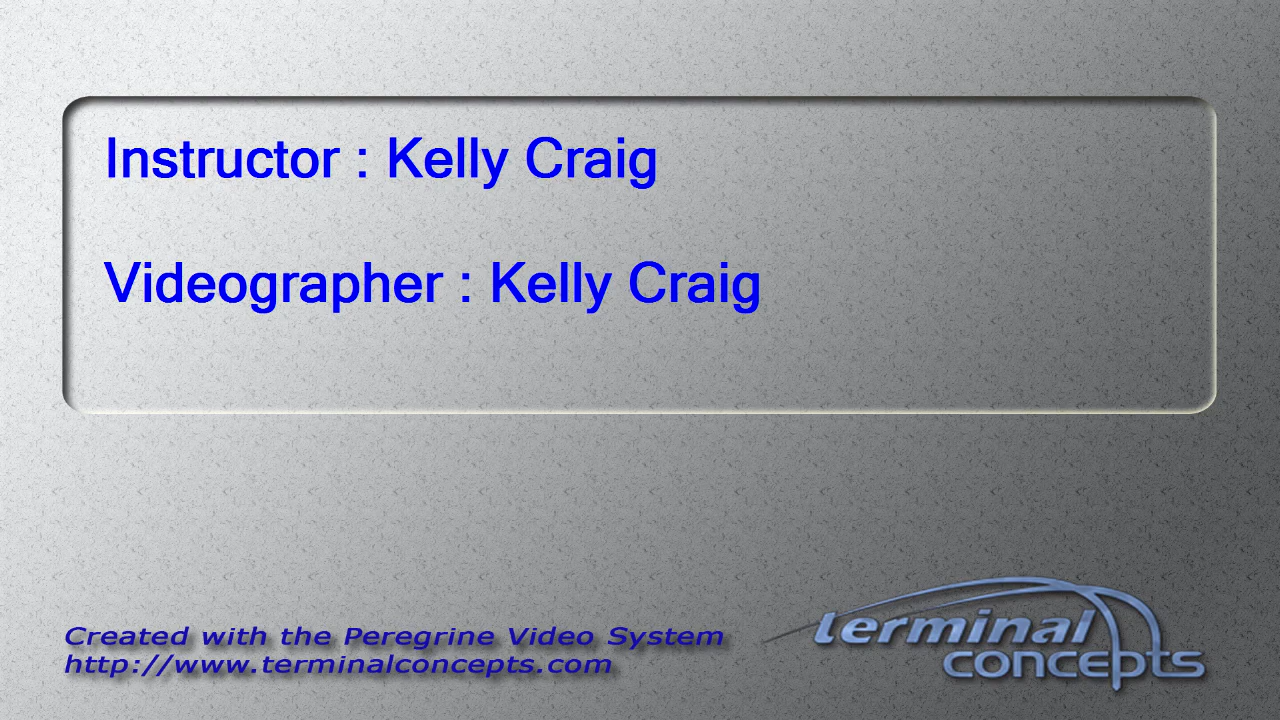 Instructor : Kelly Craig
Videographer : Kelly Craig
Created with the Peregrine Video System
http://www.terminalconcepts.com
terminal
concepts